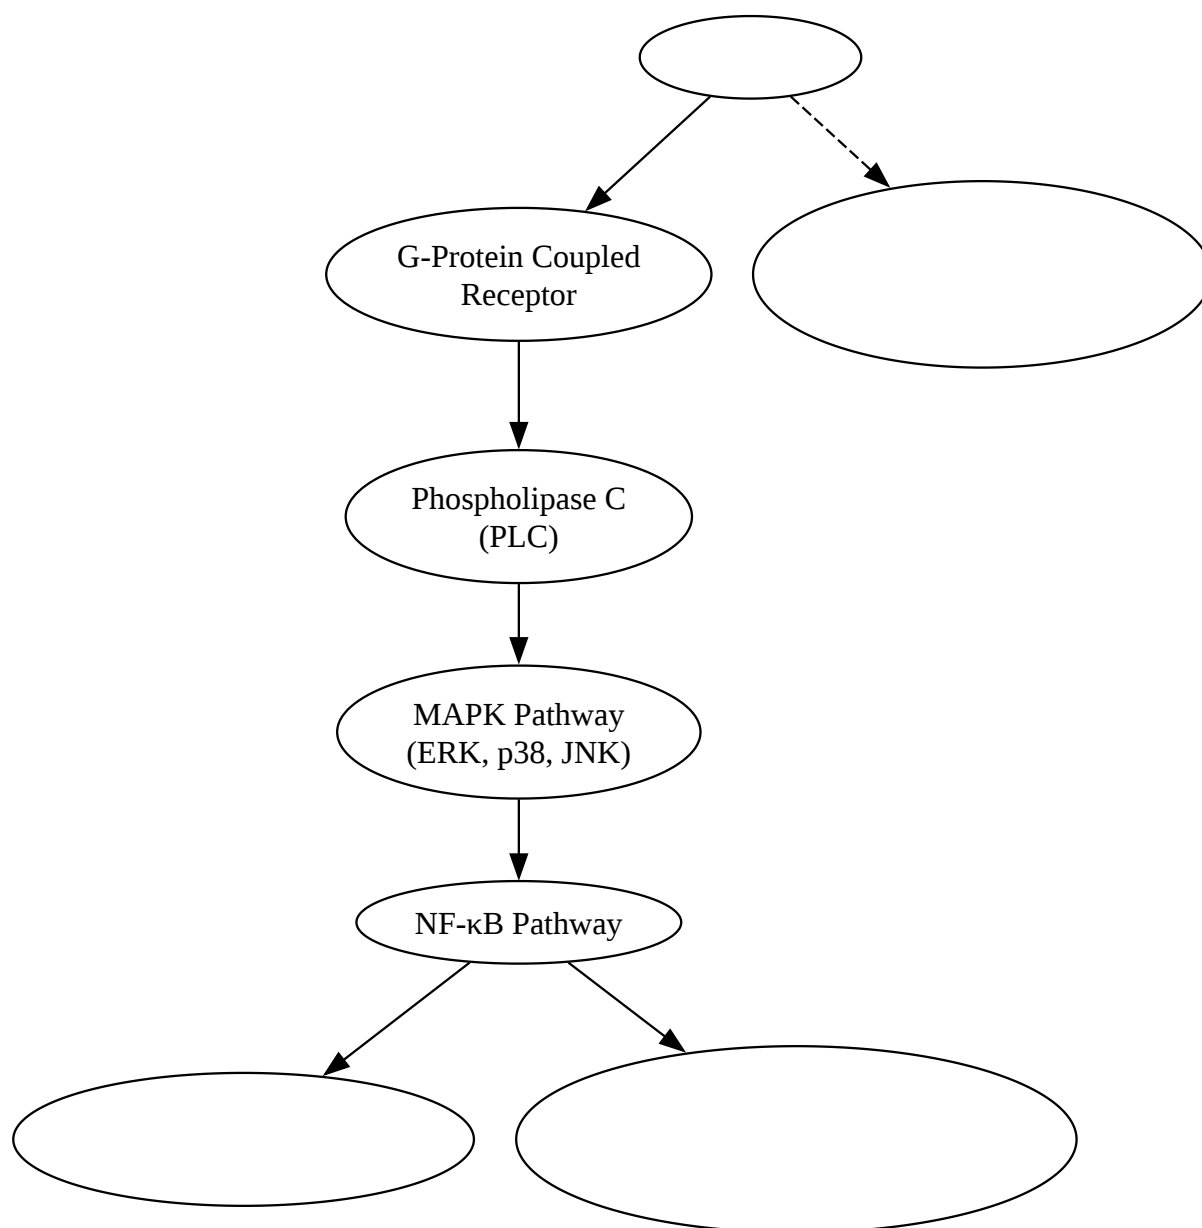 G-Protein Coupled
Receptor
Phospholipase C
(PLC)
MAPK Pathway
(ERK, p38, JNK)
NF-κB Pathway